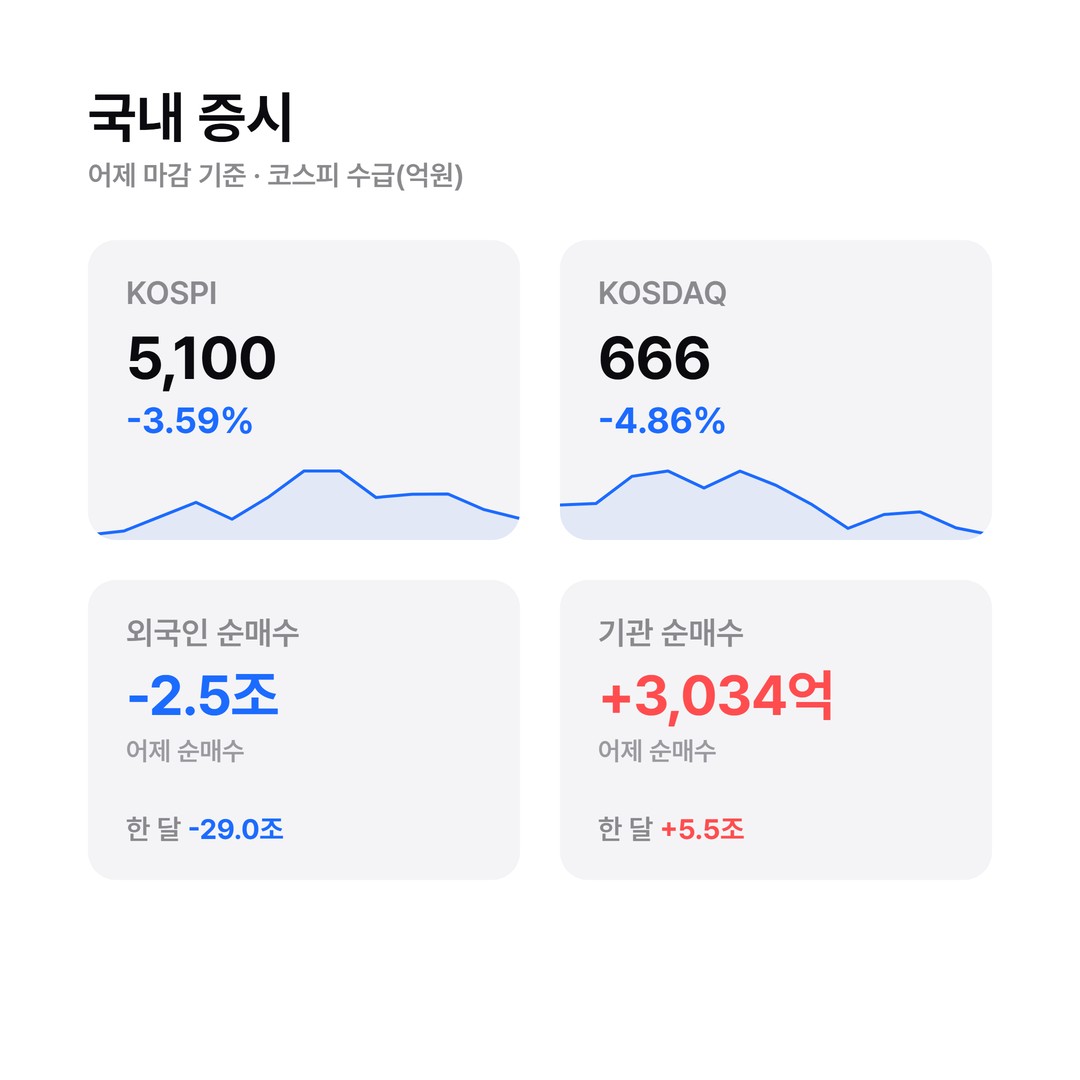 국내 증시
어제 마감 기준 · 코스피 수급(억원)
KOSPI
5,100
-3.59%
KOSDAQ
666
-4.86%
외국인 순매수
-2.5조
어제 순매수
한 달 -29.0조
기관 순매수
+3,034억
어제 순매수
한 달 +5.5조